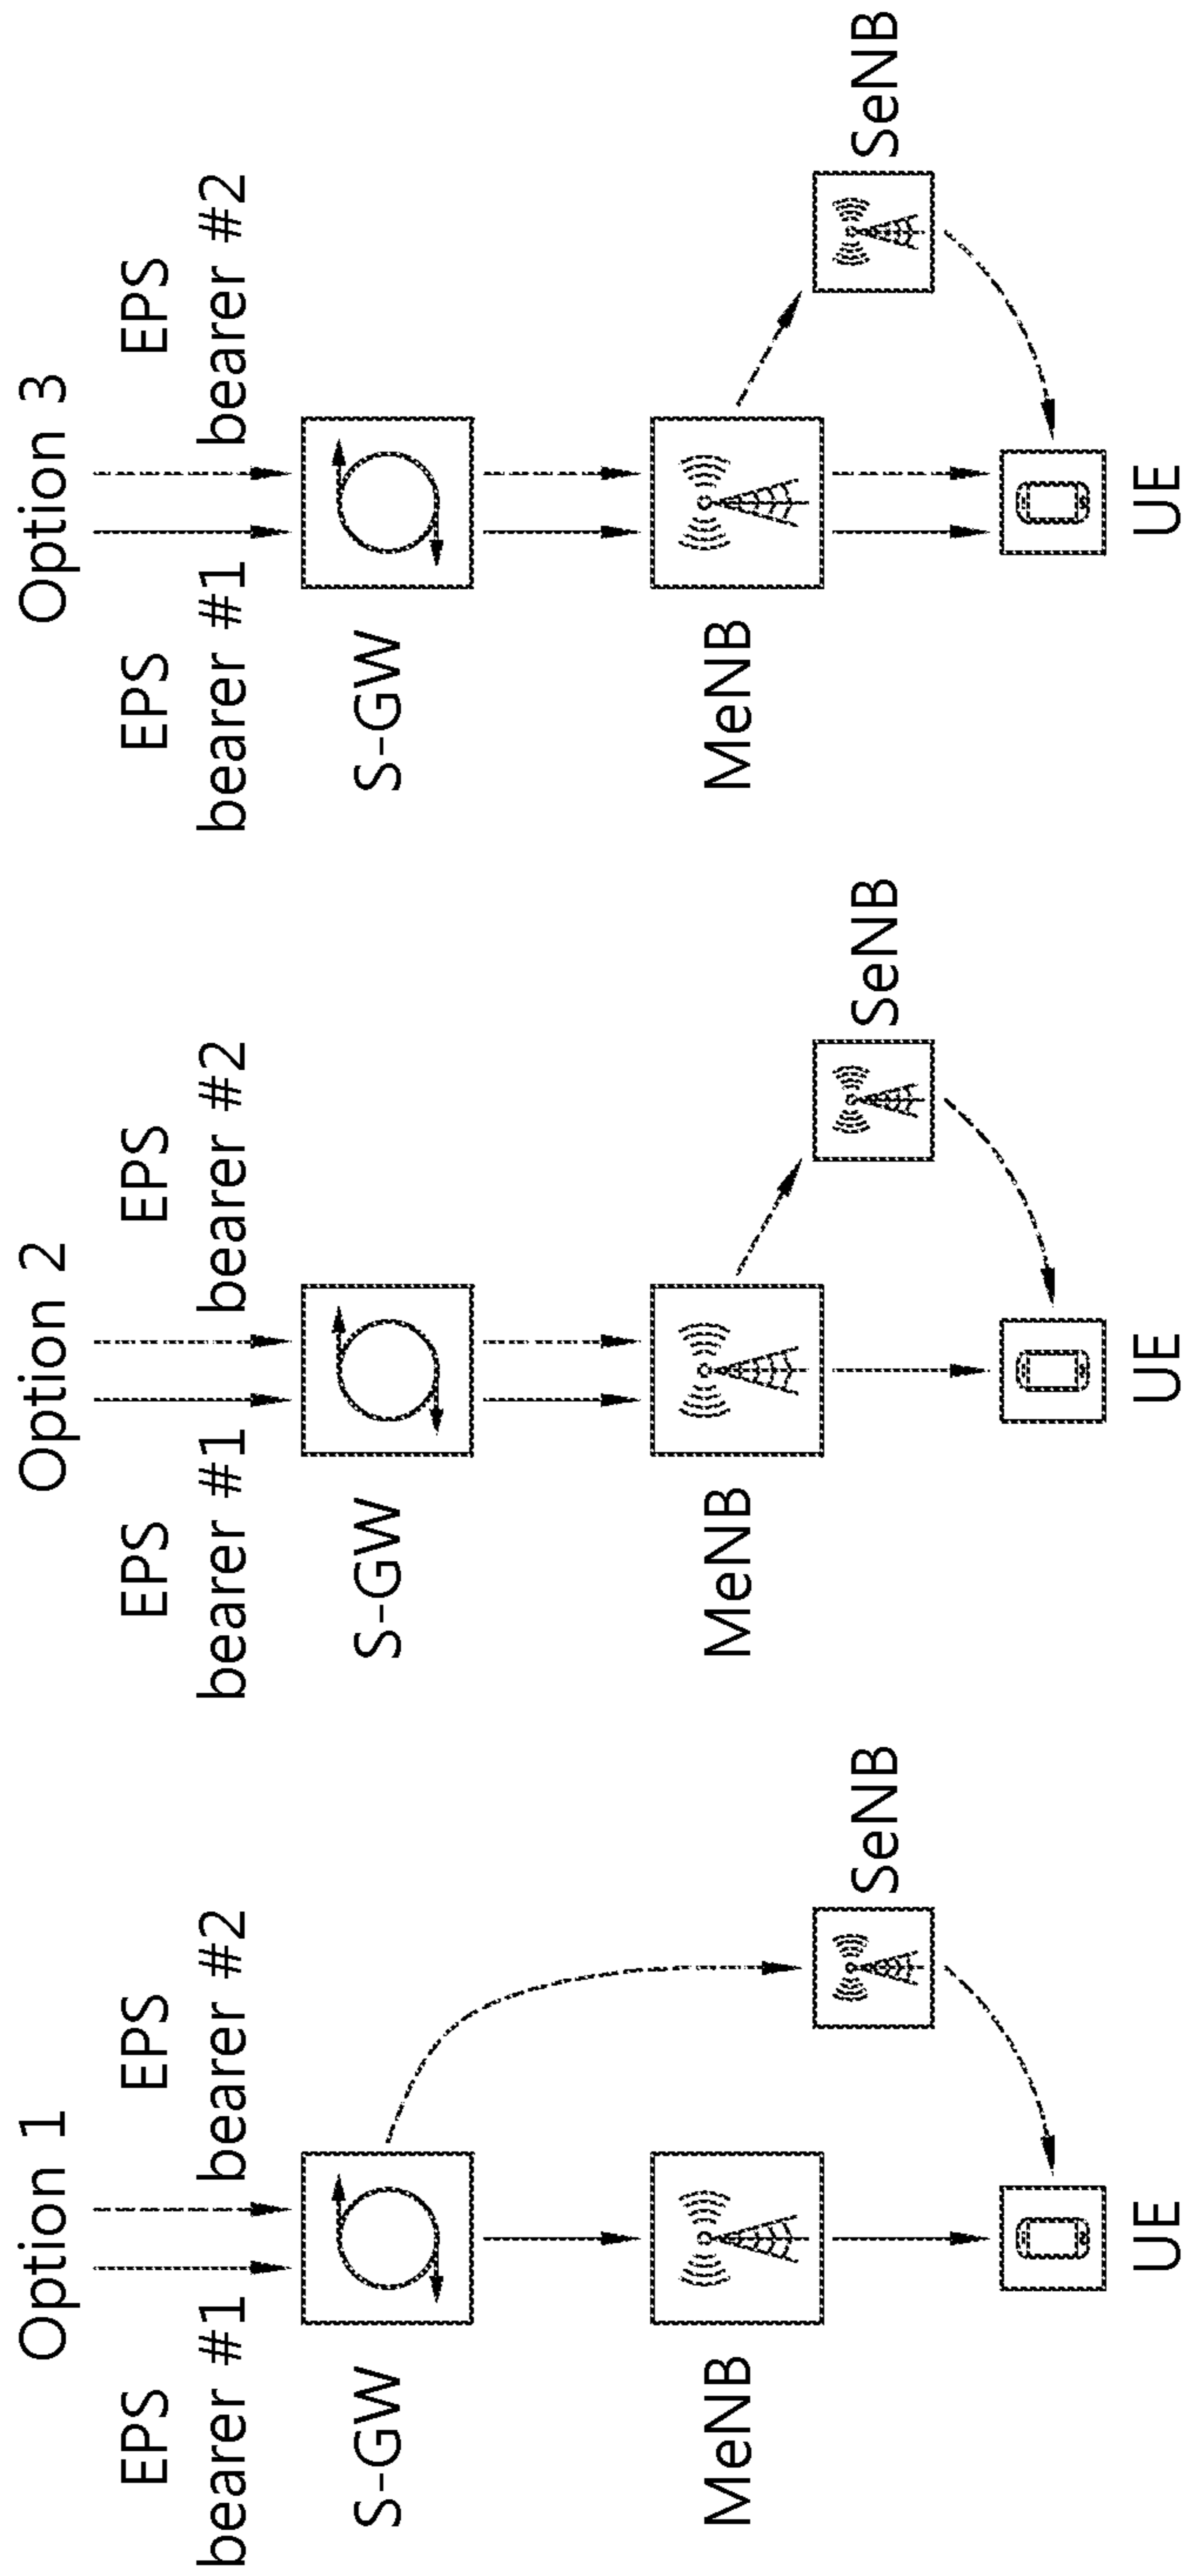 Option 1
EPS
bearer #1
EPS
bearer #2
S-GW
MeNB
SeNB
UE
Option 2
EPS
bearer #1
EPS
bearer #2
S-GW
MeNB
SeNB
UE
Option 3
EPS
bearer #1
EPS
bearer #2
S-GW
MeNB
SeNB
UE